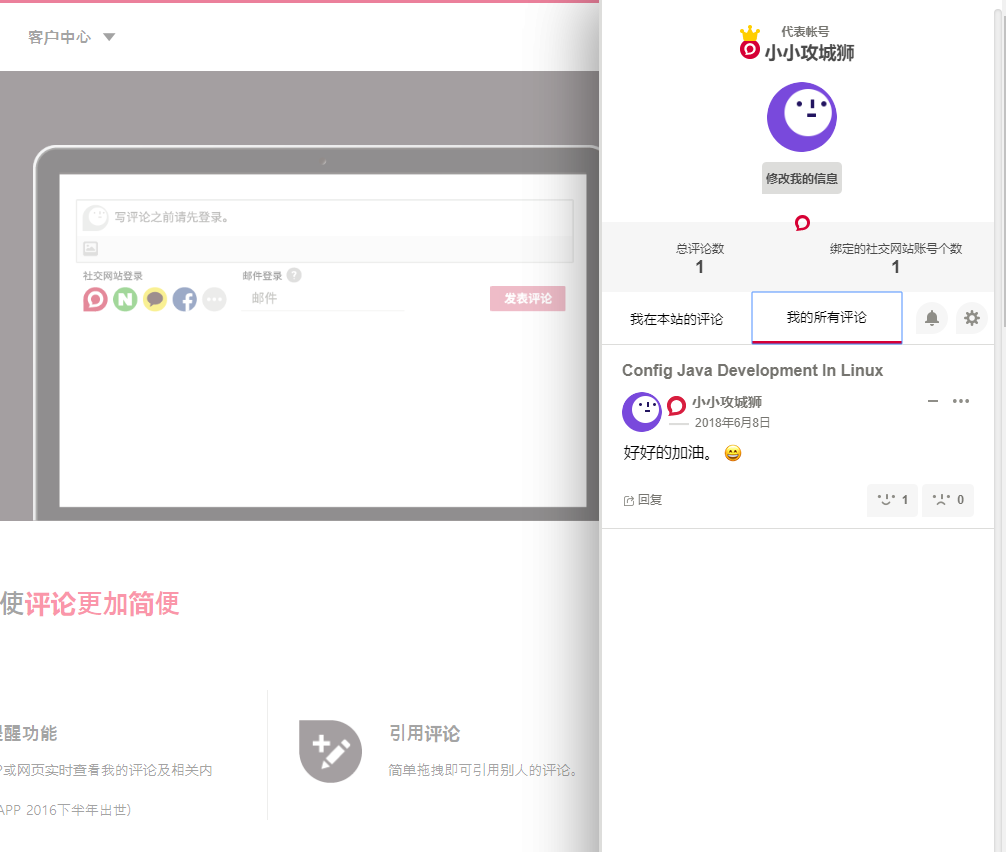 客户中心
写评论之前请先登录。
社交网站登录
邮件登录 ?
N
f
邮件
发表评论
使评论更加简便
醒功能
或网页实时查看我的评论及相关内
APP 2016下半年出世)
引用评论
简单拖拽即可引用别人的评论。
代表帐号
小小攻城狮
修改我的信息
总评论数
1
绑定的社交网站账号个数
1
我在本站的评论
我的所有评论
Config Java Development In Linux
小小攻城狮
2018年6月8日
好好的加油。 😄
回复
1
0